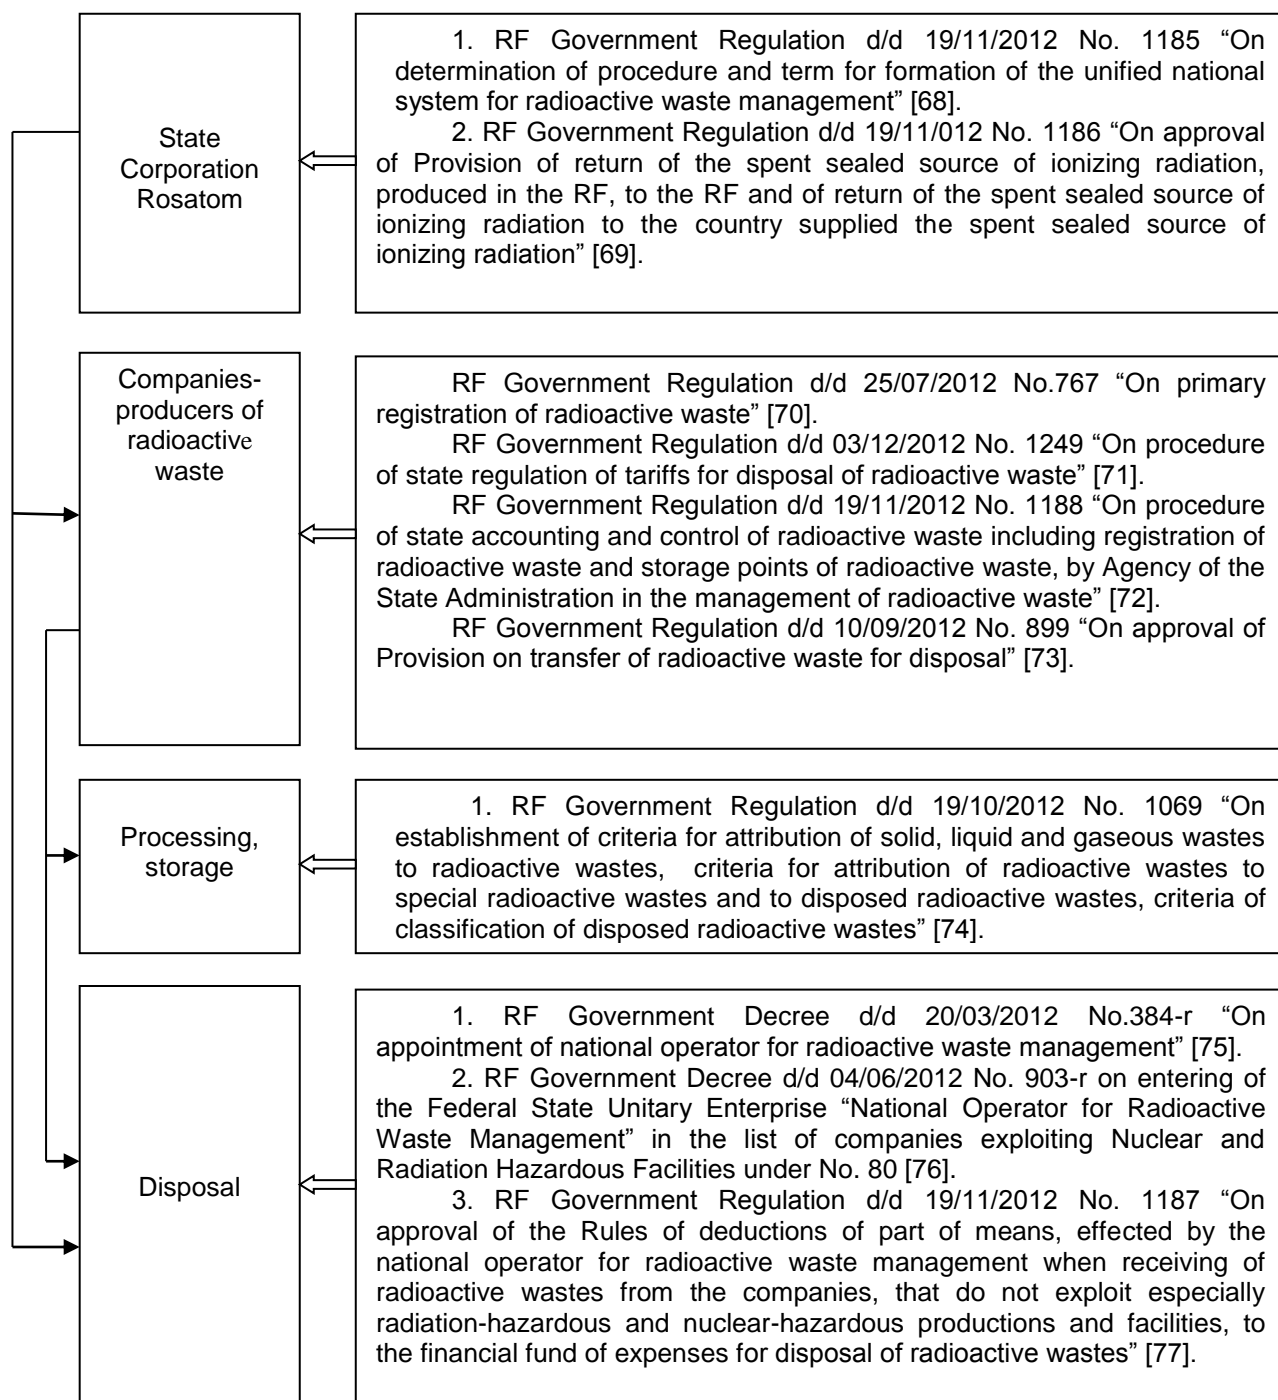 State
Corporation
Rosatom
1. RF Government Regulation d/d 19/11/2012 No. 1185 “On
determination of procedure and term for formation of the unified national
system for radioactive waste management” [68].
2. RF Government Regulation d/d 19/11/012 No. 1186 “On approval
of Provision of return of the spent sealed source of ionizing radiation,
produced in the RF, to the RF and of return of the spent sealed source of
ionizing radiation to the country supplied the spent sealed source of
ionizing radiation” [69].
Companies-
producers of
radioactive
waste
RF Government Regulation d/d 25/07/2012 No.767 “On primary
registration of radioactive waste” [70].
RF Government Regulation d/d 03/12/2012 No. 1249 “On procedure
of state regulation of tariffs for disposal of radioactive waste” [71].
RF Government Regulation d/d 19/11/2012 No. 1188 “On procedure
of state accounting and control of radioactive waste including registration of
radioactive waste and storage points of radioactive waste, by Agency of the
State Administration in the management of radioactive waste” [72].
RF Government Regulation d/d 10/09/2012 No. 899 “On approval of
Provision on transfer of radioactive waste for disposal” [73].
Processing,
storage
1. RF Government Regulation d/d 19/10/2012 No. 1069 “On
establishment of criteria for attribution of solid, liquid and gaseous wastes
to radioactive wastes, criteria for attribution of radioactive wastes to
special radioactive wastes and to disposed radioactive wastes, criteria of
classification of disposed radioactive wastes” [74].
Disposal
1. RF Government Decree d/d 20/03/2012 No.384-r “On
appointment of national operator for radioactive waste management” [75].
2. RF Government Decree d/d 04/06/2012 No. 903-r on entering of
the Federal State Unitary Enterprise “National Operator for Radioactive
Waste Management” in the list of companies exploiting Nuclear and
Radiation Hazardous Facilities under No. 80 [76].
3. RF Government Regulation d/d 19/11/2012 No. 1187 “On
approval of the Rules of deductions of part of means, effected by the
national operator for radioactive waste management when receiving of
radioactive wastes from the companies, that do not exploit especially
radiation-hazardous and nuclear-hazardous productions and facilities, to
the financial fund of expenses for disposal of radioactive wastes” [77].